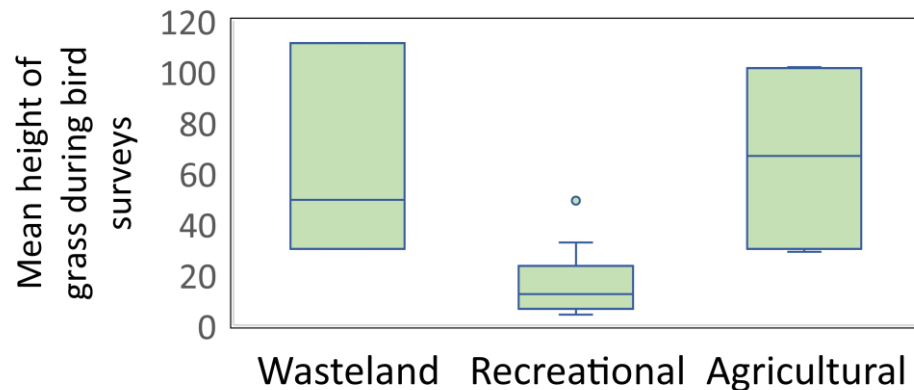 Mean height of
grass during bird
surveys
120
100
80
60
40
20
0
Wasteland Recreational Agricultural